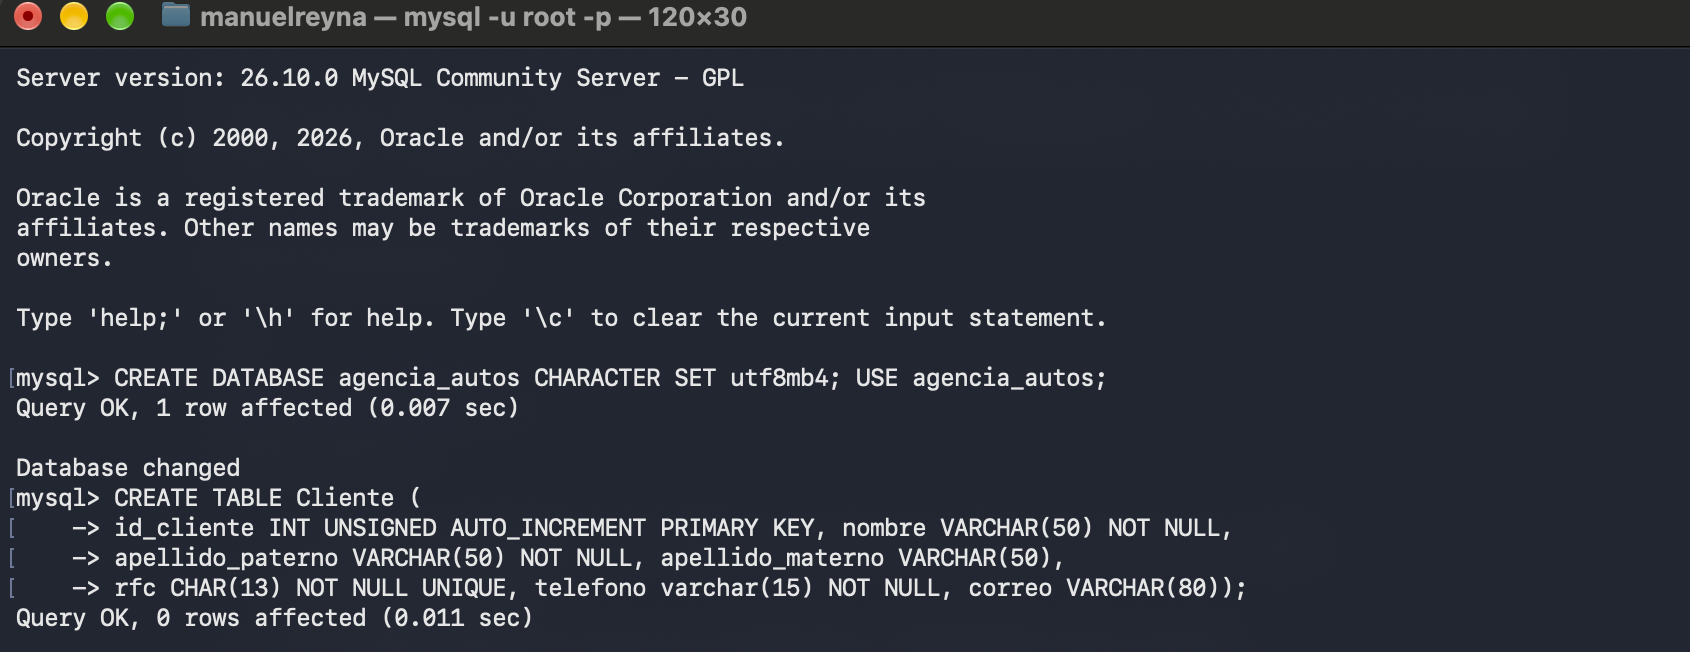 manuelreyna — mysql -u root -p — 120×30
Server version: 26.10.0 MySQL Community Server - GPL
Copyright (c) 2000, 2026, Oracle and/or its affiliates.
Oracle is a registered trademark of Oracle Corporation and/or its
affiliates. Other names may be trademarks of their respective
owners.
Type 'help;' or '\h' for help. Type '\c' to clear the current input statement.
[mysql> CREATE DATABASE agencia_autos CHARACTER SET utf8mb4; USE agencia_autos;
Query OK, 1 row affected (0.007 sec)
Database changed
[mysql> CREATE TABLE Cliente (
[    -> id_cliente INT UNSIGNED AUTO_INCREMENT PRIMARY KEY, nombre VARCHAR(50) NOT NULL,
[    -> apellido_paterno VARCHAR(50) NOT NULL, apellido_materno VARCHAR(50),
[    -> rfc CHAR(13) NOT NULL UNIQUE, telefono varchar(15) NOT NULL, correo VARCHAR(80));
Query OK, 0 rows affected (0.011 sec)